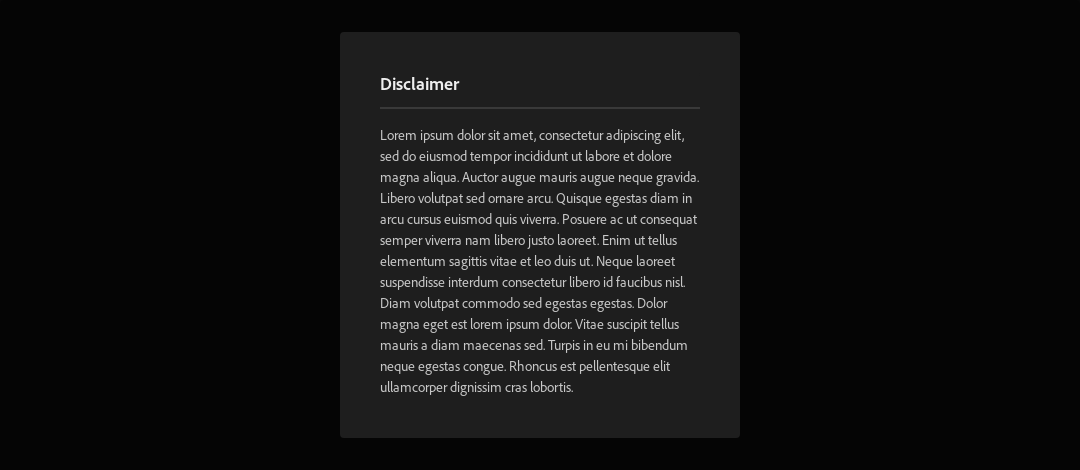 Disclaimer
Lorem ipsum dolor sit amet, consectetur adipiscing elit,
sed do eiusmod tempor incididunt ut labore et dolore
magna aliqua. Auctor augue mauris augue neque gravida.
Libero volutpat sed ornare arcu. Quisque egestas diam in
arcu cursus euismod quis viverra. Posuere ac ut consequat
semper viverra nam libero justo laoreet. Enim ut tellus
elementum sagittis vitae et leo duis ut. Neque laoreet
suspendisse interdum consectetur libero id faucibus nisl.
Diam volutpat commodo sed egestas egestas. Dolor
magna eget est lorem ipsum dolor. Vitae suscipit tellus
mauris a diam maecenas sed. Turpis in eu mi bibendum
neque egestas congue. Rhoncus est pellentesque elit
ullamcorper dignissim cras lobortis.